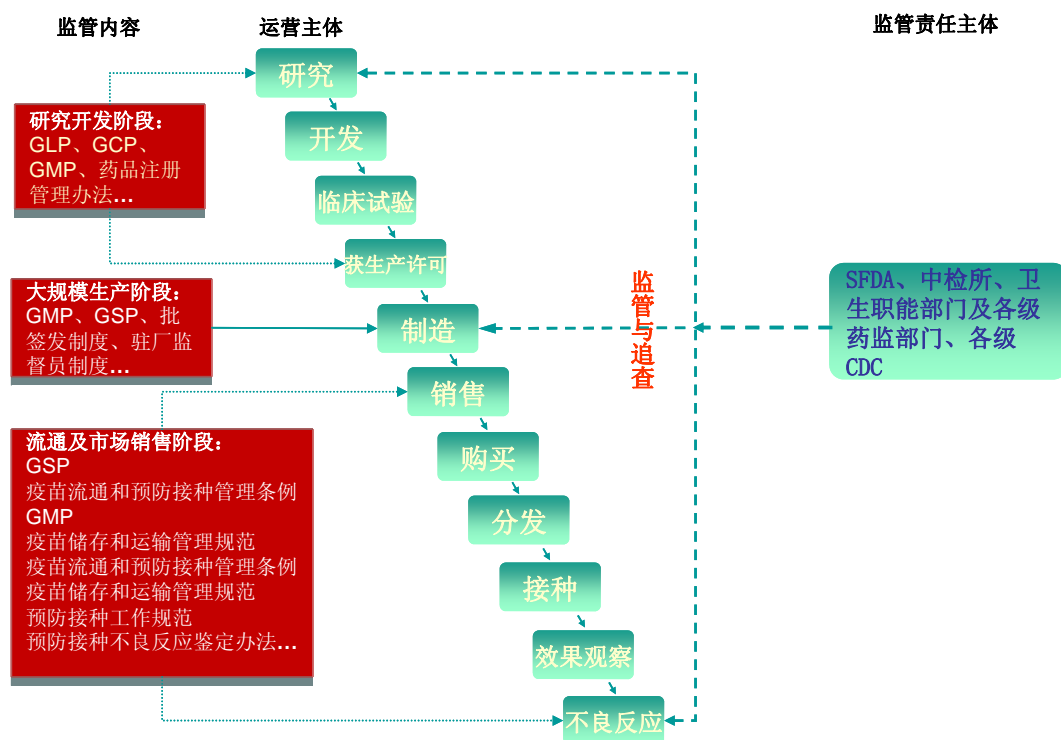 监管内容
运营主体
监管责任主体
研究
开发
临床试验
获生产许可
制造
销售
购买
分发
接种
效果观察
不良反应
研究开发阶段：
GLP、GCP、
GMP、药品注册
管理办法...
大规模生产阶段：
GMP、GSP、批
签发制度、驻厂监
督员制度...
流通及市场销售阶段：
GSP
疫苗流通和预防接种管理条例
GMP
疫苗储存和运输管理规范
疫苗流通和预防接种管理条例
疫苗储存和运输管理规范
预防接种工作规范
预防接种不良反应鉴定办法...
监管与追查
SFDA、中检所、卫
生职能部门及各级
药监部门、各级
CDC